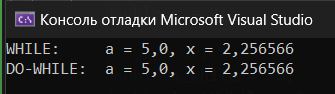 Консоль отладки Microsoft Visual Studio
WHILE: a = 5,0, x = 2,256566
DO-WHILE: a = 5,0, x = 2,256566